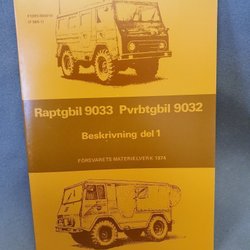 Raptgbil 9033 Pvrbtgbil 9032
Beskrivning del 1
FÖRSVARETS MATERIELVERK 1974